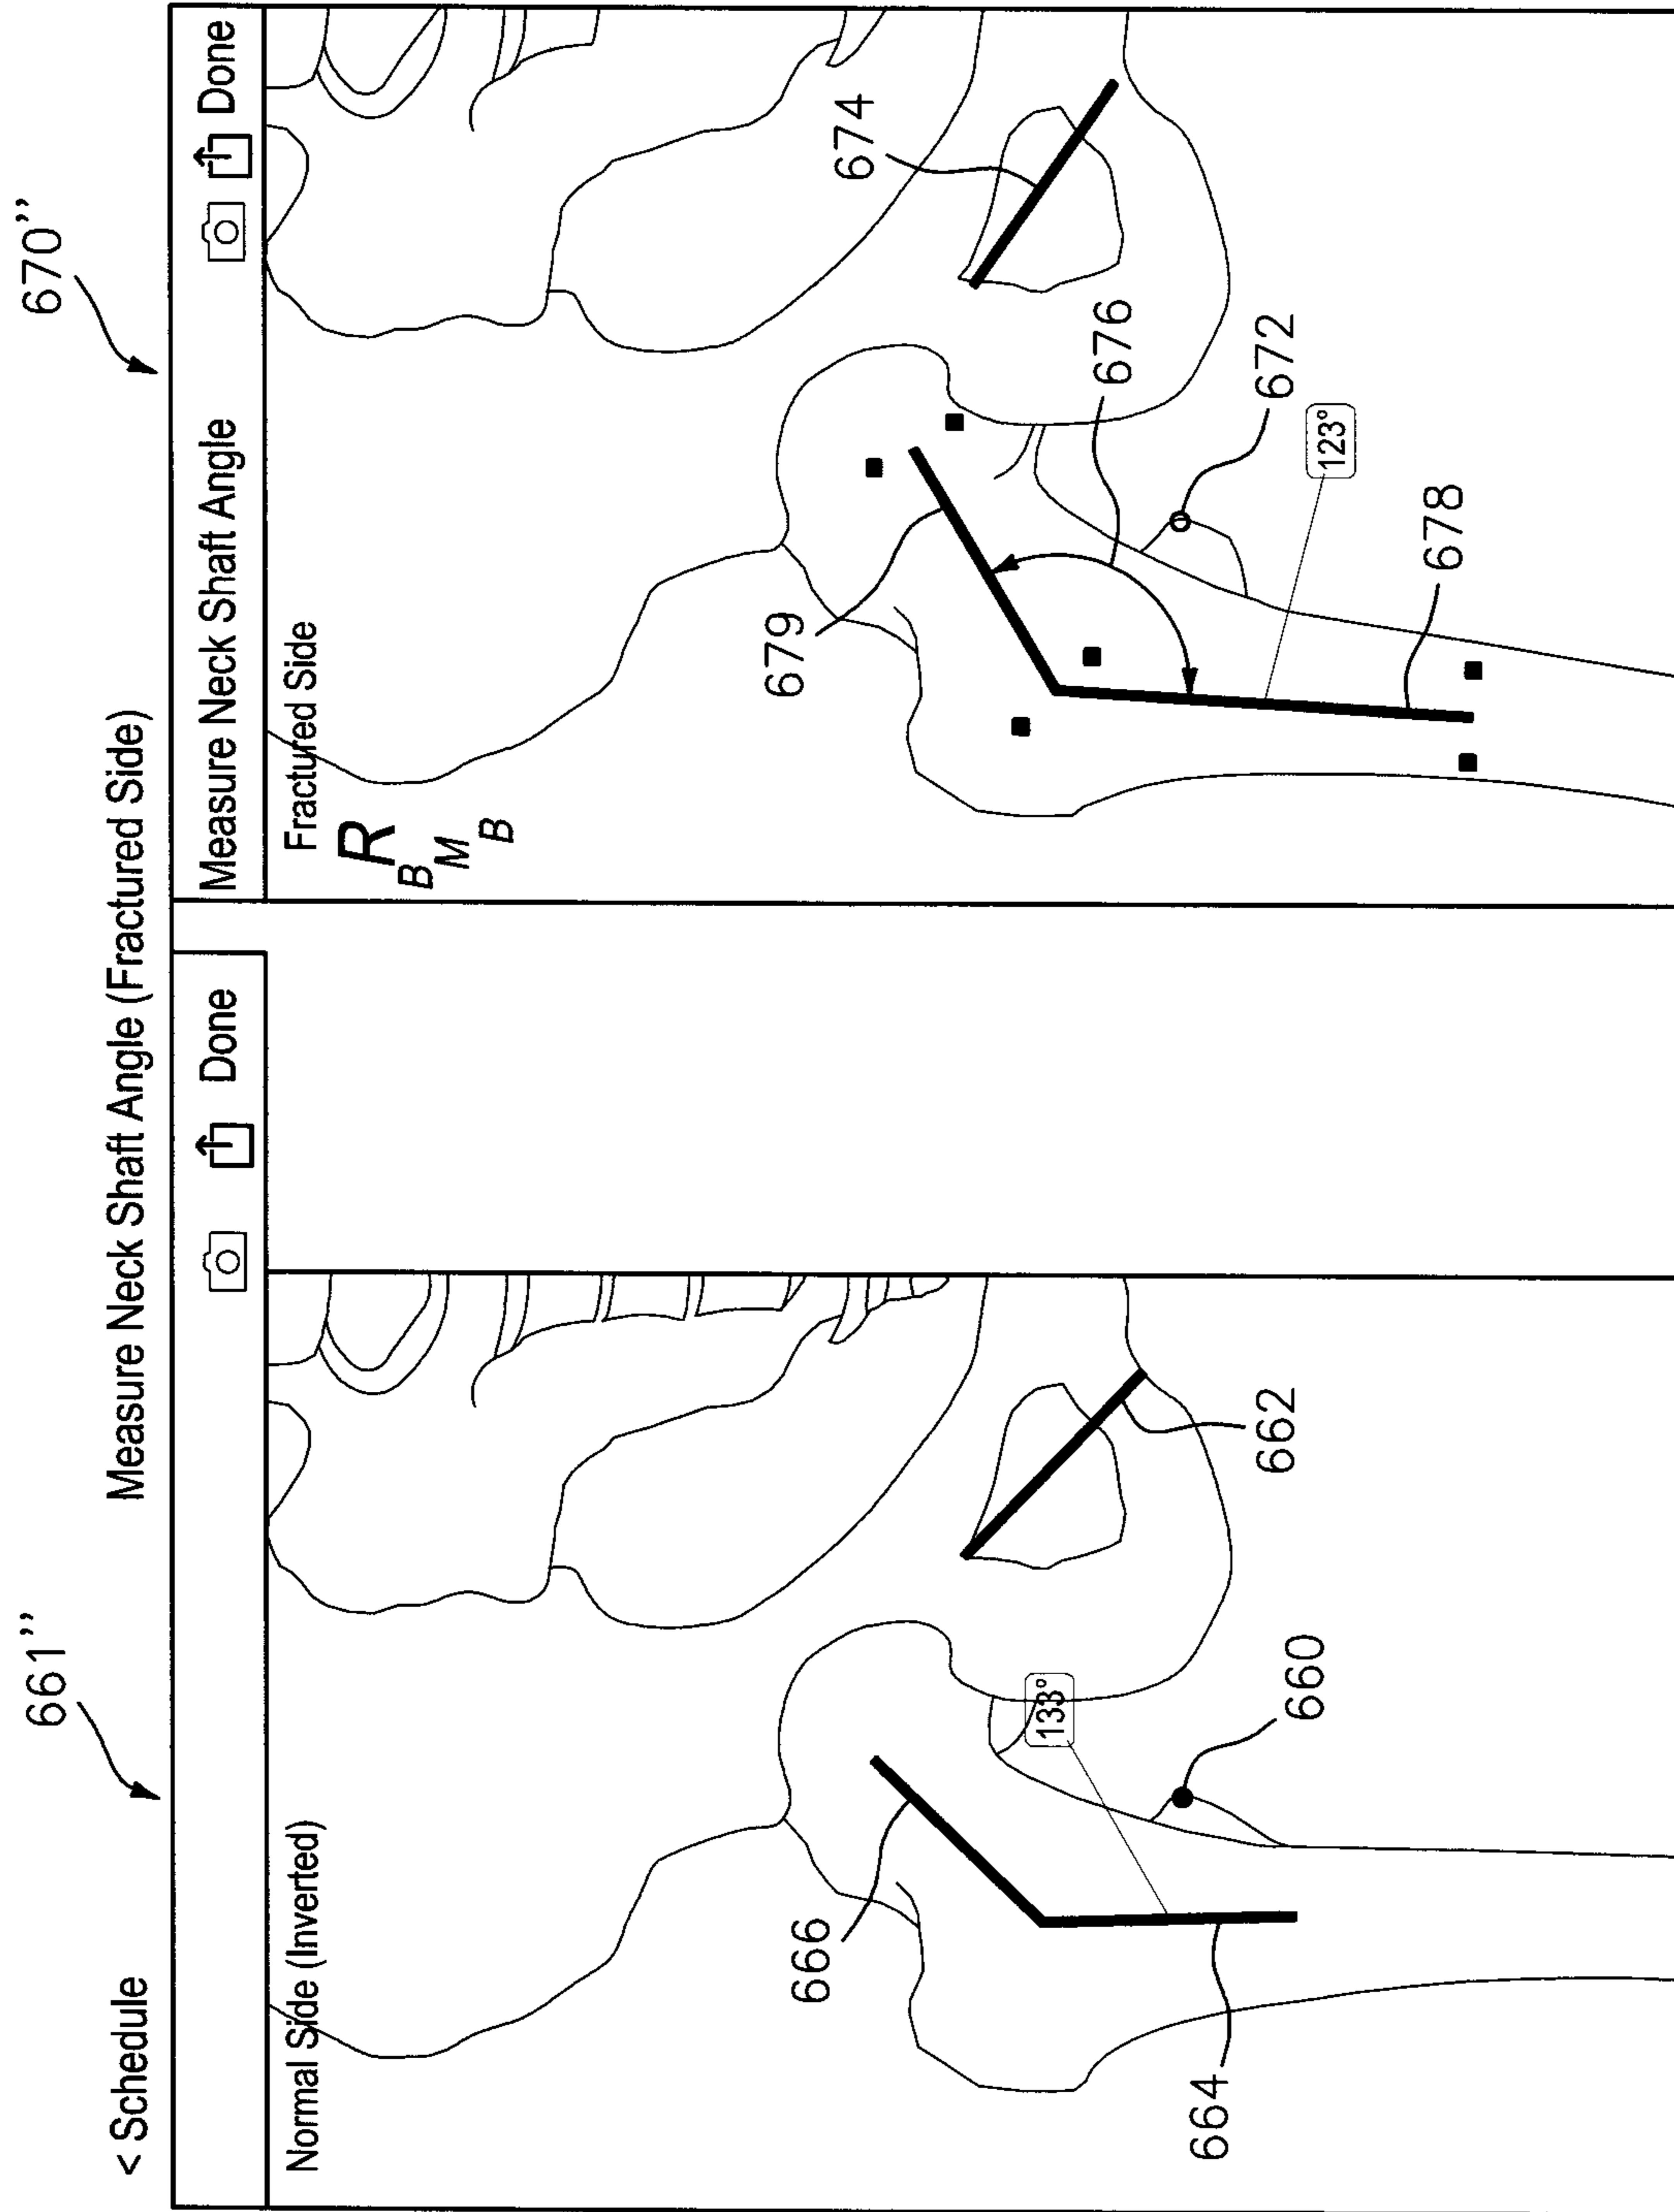 661’’
670’’
< Schedule
Measure Neck Shaft Angle (Fractured Side)
Done
Measure Neck Shaft Angle
Done
Normal Side (Inverted)
666
133°
664
660
662
Fractured Side
R
B
M
B
679
674
676
672
123°
678